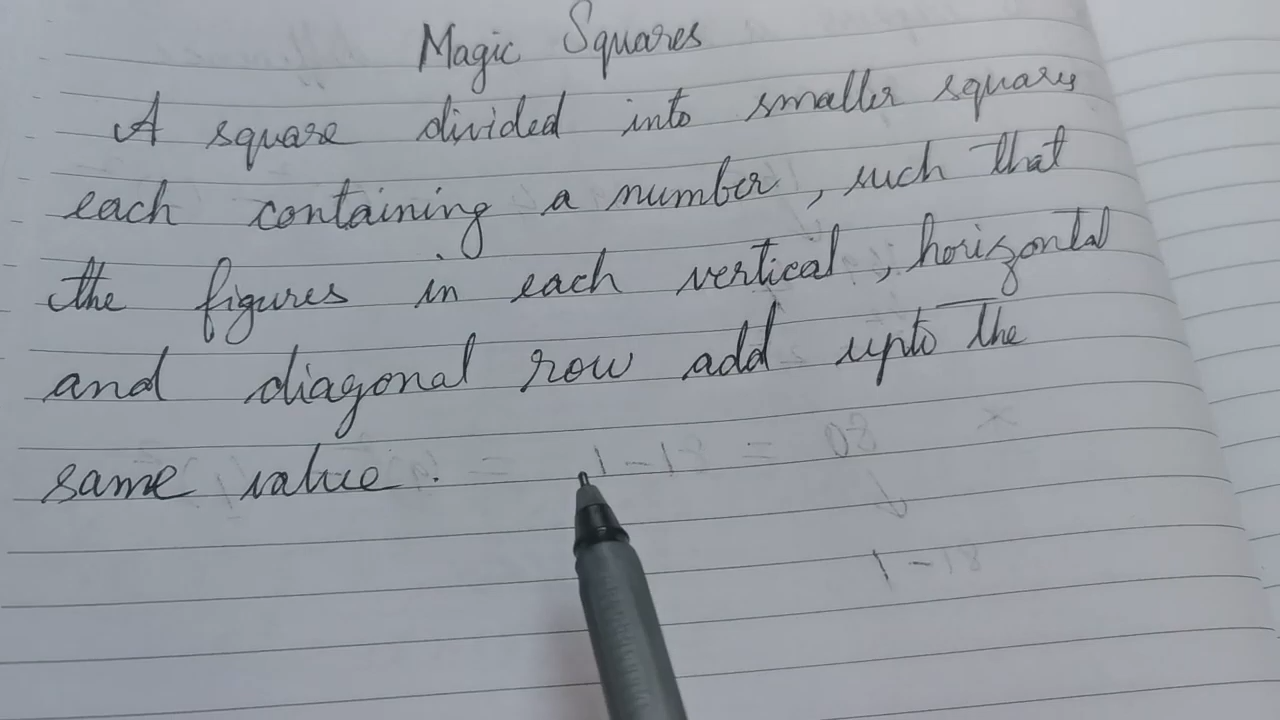 Magic Squares
A square divided into smaller squares
each containing a number, such that
the figures in each vertical, horizontal
and diagonal row add upto the
same value.